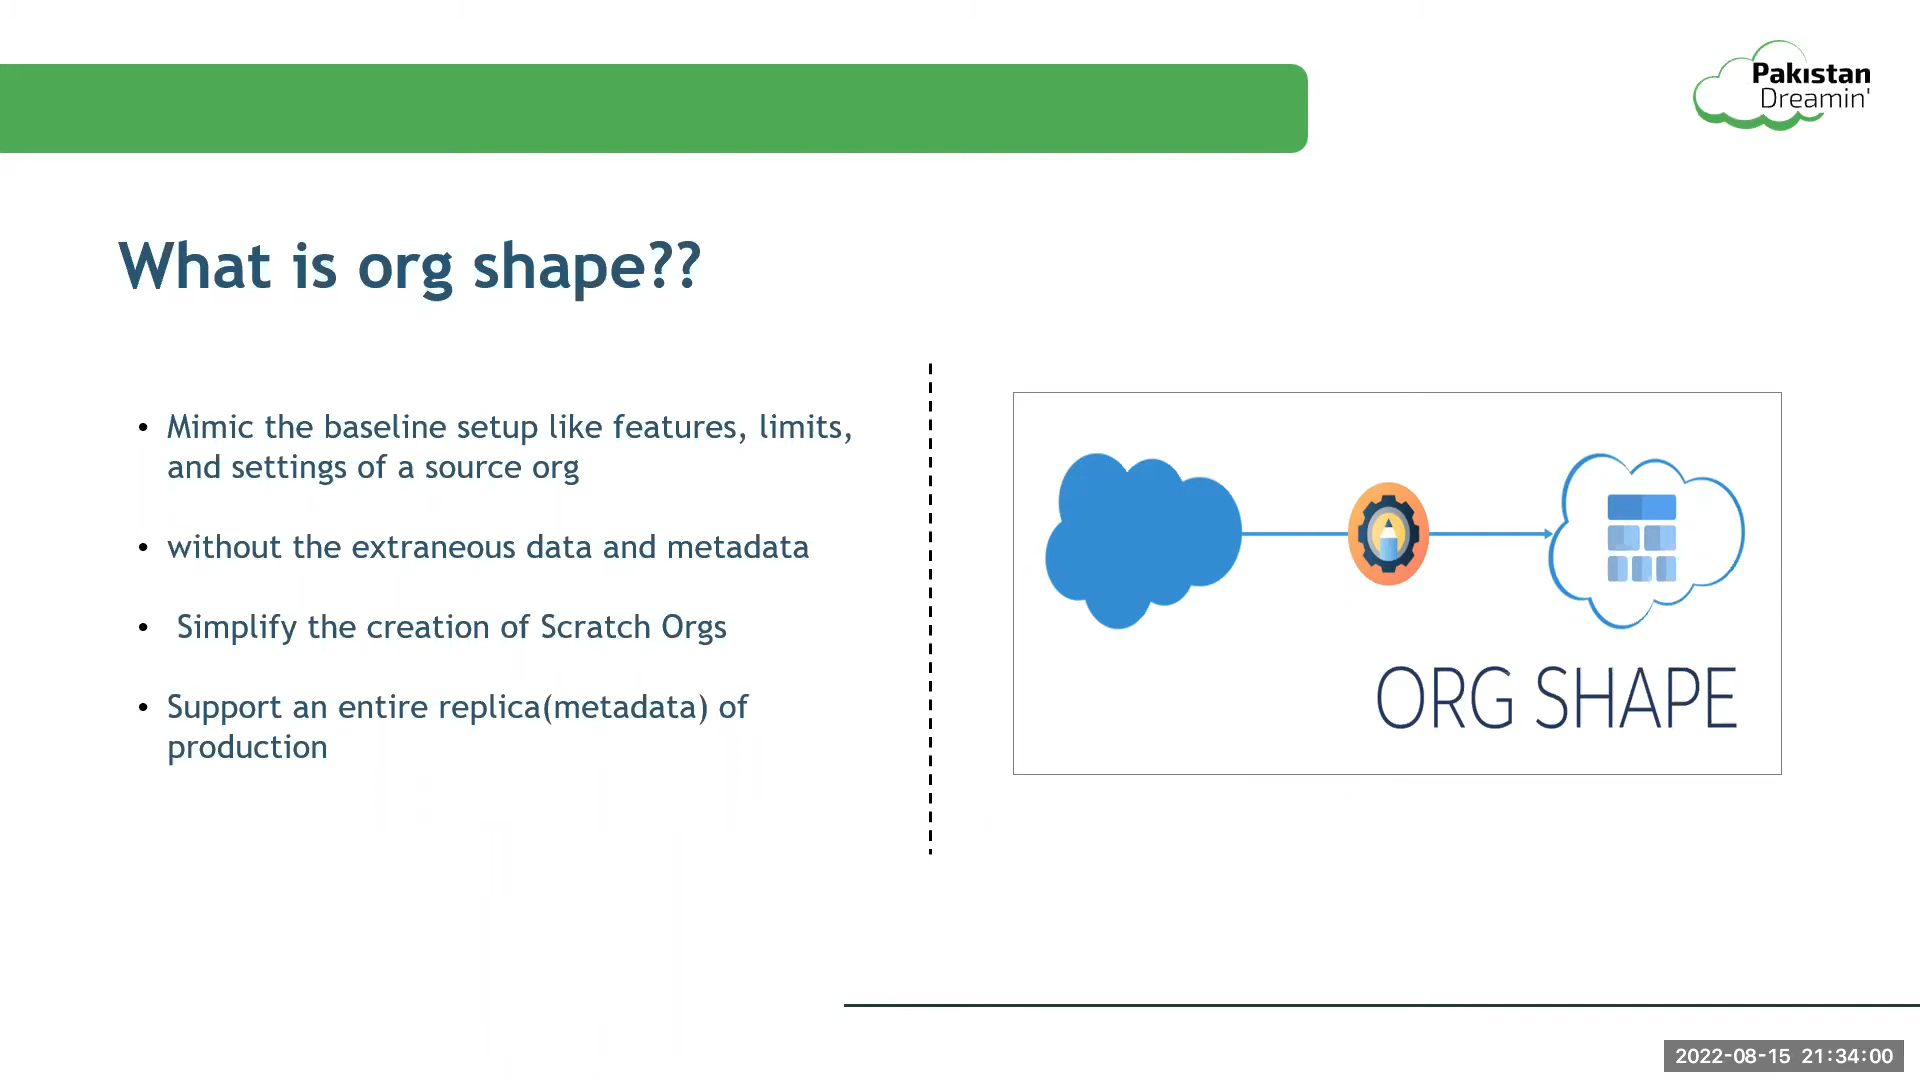 Pakistan
Dreamin'
What is org shape??
• Mimic the baseline setup like features, limits,
and settings of a source org
• without the extraneous data and metadata
• Simplify the creation of Scratch Orgs
• Support an entire replica(metadata) of
production
ORG SHAPE
2022-08-15 21:34:00